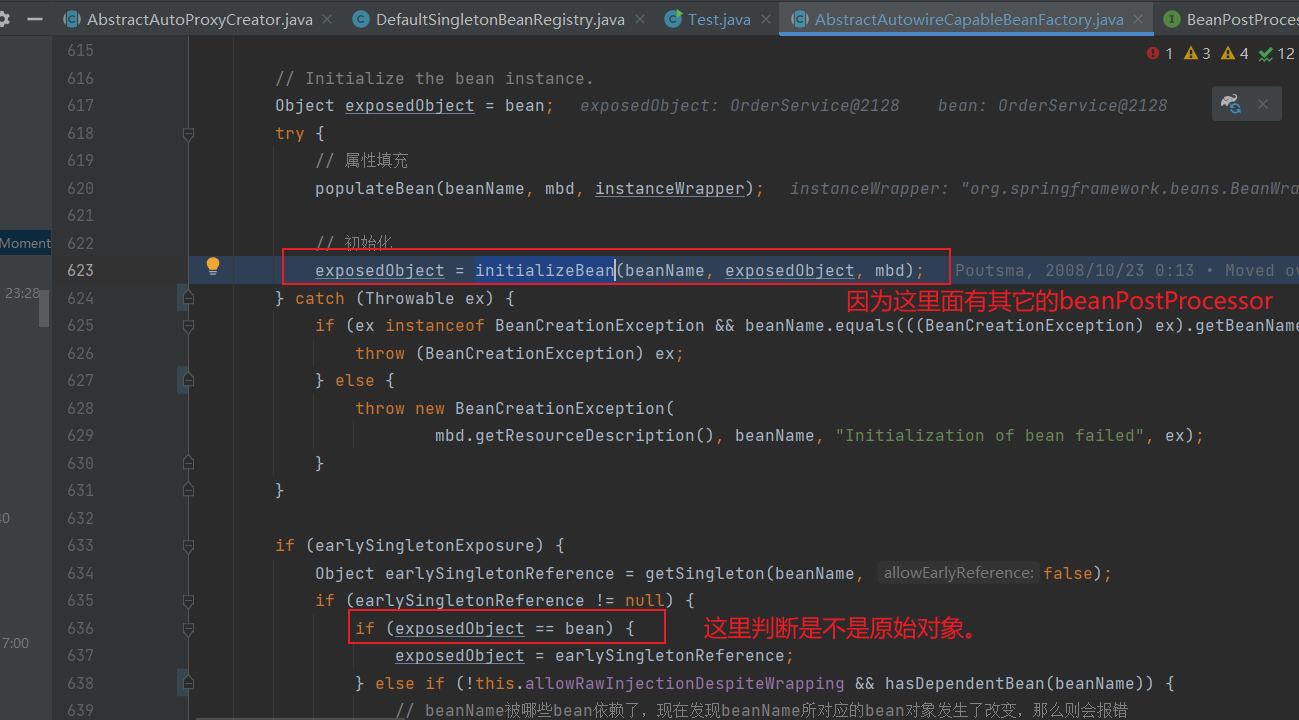 AbstractAutoProxyCreator.java × DefaultSingletonBeanRegistry.java × Test.java × AbstractAutowireCapableBeanFactory.java × BeanPostProces
615
1 3 4 12
616 // Initialize the bean instance.
617 Object exposedObject = bean; exposedObject: OrderService@2128 bean: OrderService@2128
618 try {
619 // 属性填充
620 populateBean(beanName, mbd, instanceWrapper); instanceWrapper: "org.springframework.beans.BeanWra
621
Moment 622 // 初始化
623 exposedObject = initializeBean(beanName, exposedObject, mbd); Poutsma, 2008/10/23 0:13 • Moved ov
23:28 624 } catch (Throwable ex) {
因为这里面有其它的beanPostProcessor
625 if (ex instanceof BeanCreationException && beanName.equals(((BeanCreationException) ex).getBeanName
626 throw (BeanCreationException) ex;
627 } else {
628 throw new BeanCreationException(
629 mbd.getResourceDescription(), beanName, "Initialization of bean failed", ex);
630 }
631 }
40 632
633 if (earlySingletonExposure) {
634 Object earlySingletonReference = getSingleton(beanName, allowEarlyReference: false);
635 if (earlySingletonReference != null) {
636 if (exposedObject == bean) { 这里判断是不是原始对象。
7:00
637 exposedObject = earlySingletonReference;
638 } else if (!this.allowRawInjectionDespiteWrapping && hasDependentBean(beanName)) {
639 // beanName被哪些bean依赖了，现在发现beanName所对应的bean对象发生了改变，那么则会报错